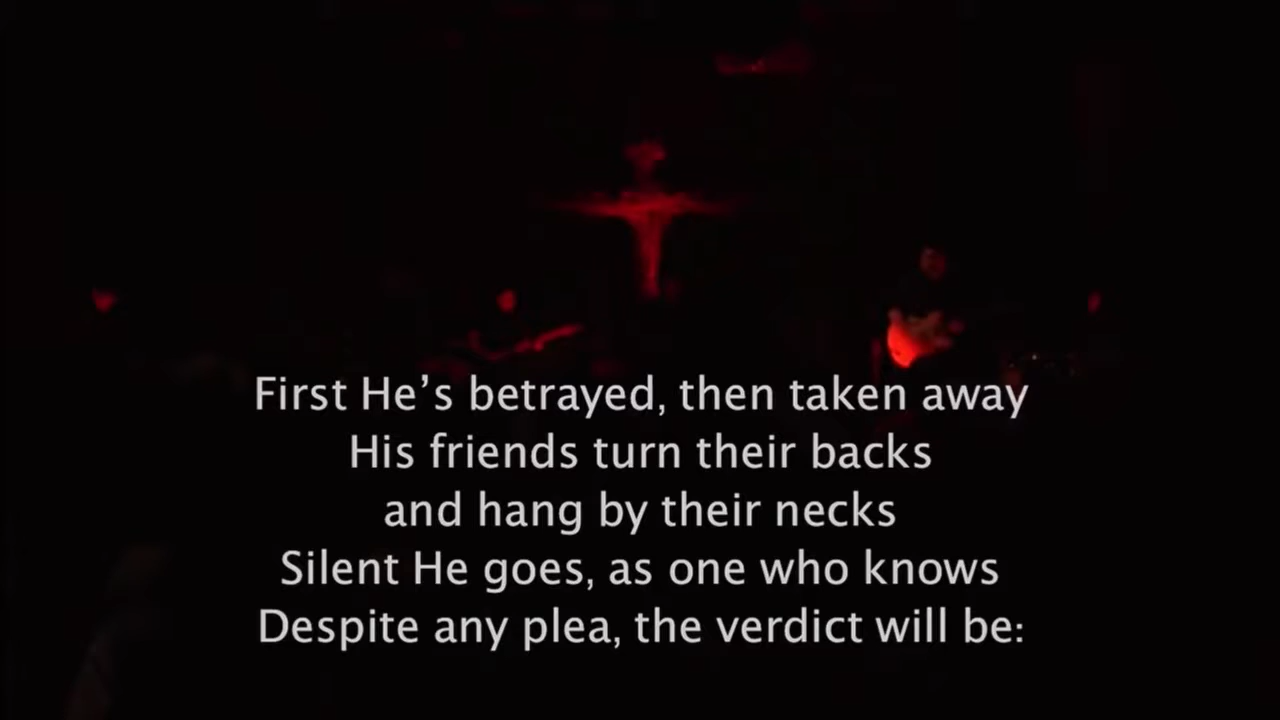 First He’s betrayed, then taken away
His friends turn their backs
and hang by their necks
Silent He goes, as one who knows
Despite any plea, the verdict will be: